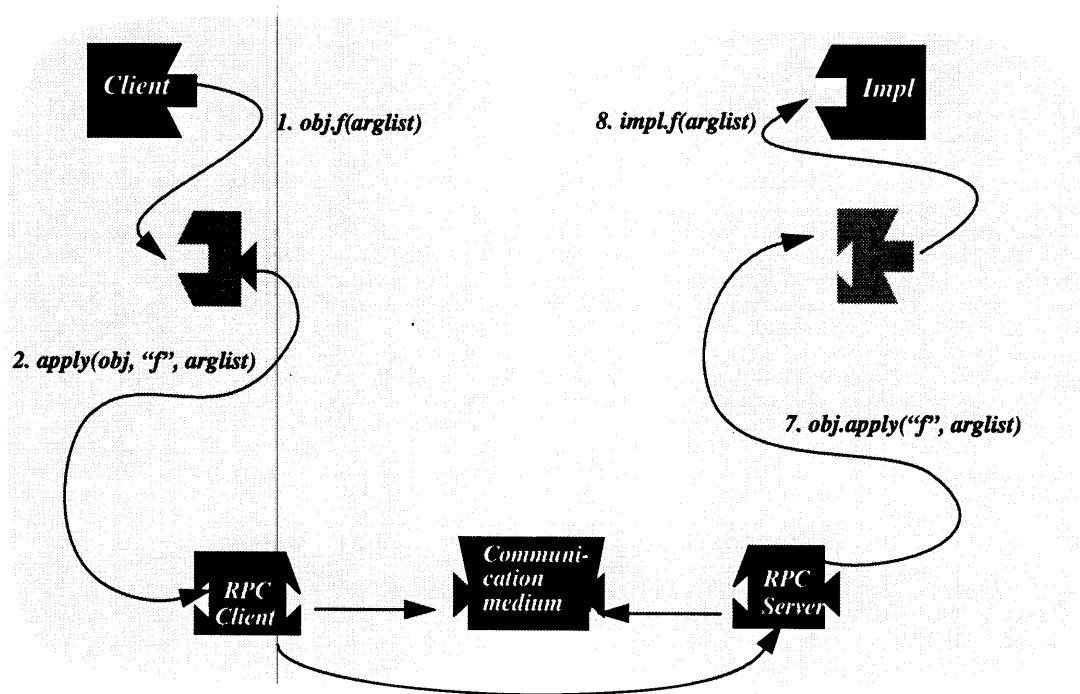 Client
Impl
1. obj.f(arglist)
8. impl.f(arglist)
2. apply(obj, “f”, arglist)
7. obj.apply(“f”, arglist)
RPC
Client
Communi-
cation
medium
RPC
Server